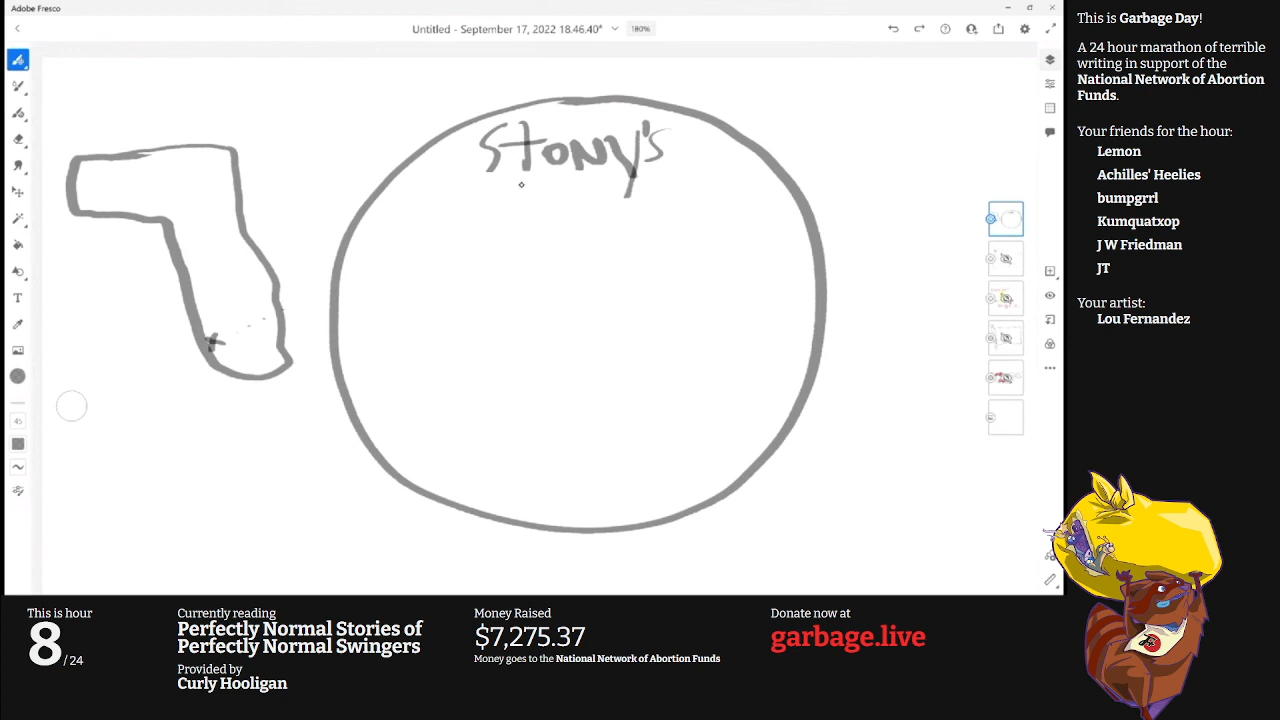 Adobe Fresco
Untitled - September 17, 2022 18.46.40*
180%
Stony's
45
This is Garbage Day!
A 24 hour marathon of terrible
writing in support of the
National Network of Abortion
Funds.
Your friends for the hour:
Lemon
Achilles' Heelies
bumpgrrl
Kumquatxop
J W Friedman
JT
Your artist:
Lou Fernandez
This is hour
8/24
Currently reading
Perfectly Normal Stories of
Perfectly Normal Swingers
Provided by
Curly Hooligan
Money Raised
$7,275.37
Money goes to the National Network of Abortion Funds
Donate now at
garbage.live